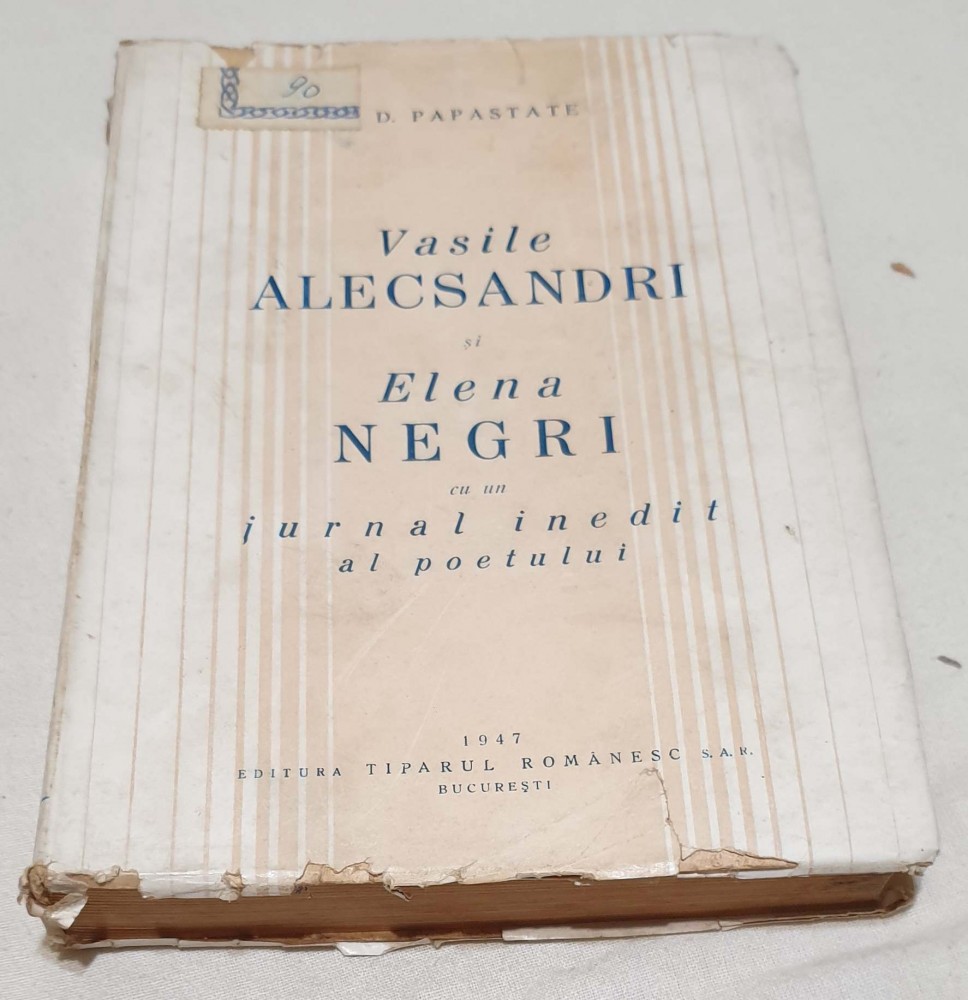 90
D. PAPASTATE
Vasile
ALECSANDRI
și
Elena
NEGRI
cu un
jurnal inedit
al poetului
1947
EDITURA TIPARUL ROMÂNESC S.A.R.
BUCUREȘTI